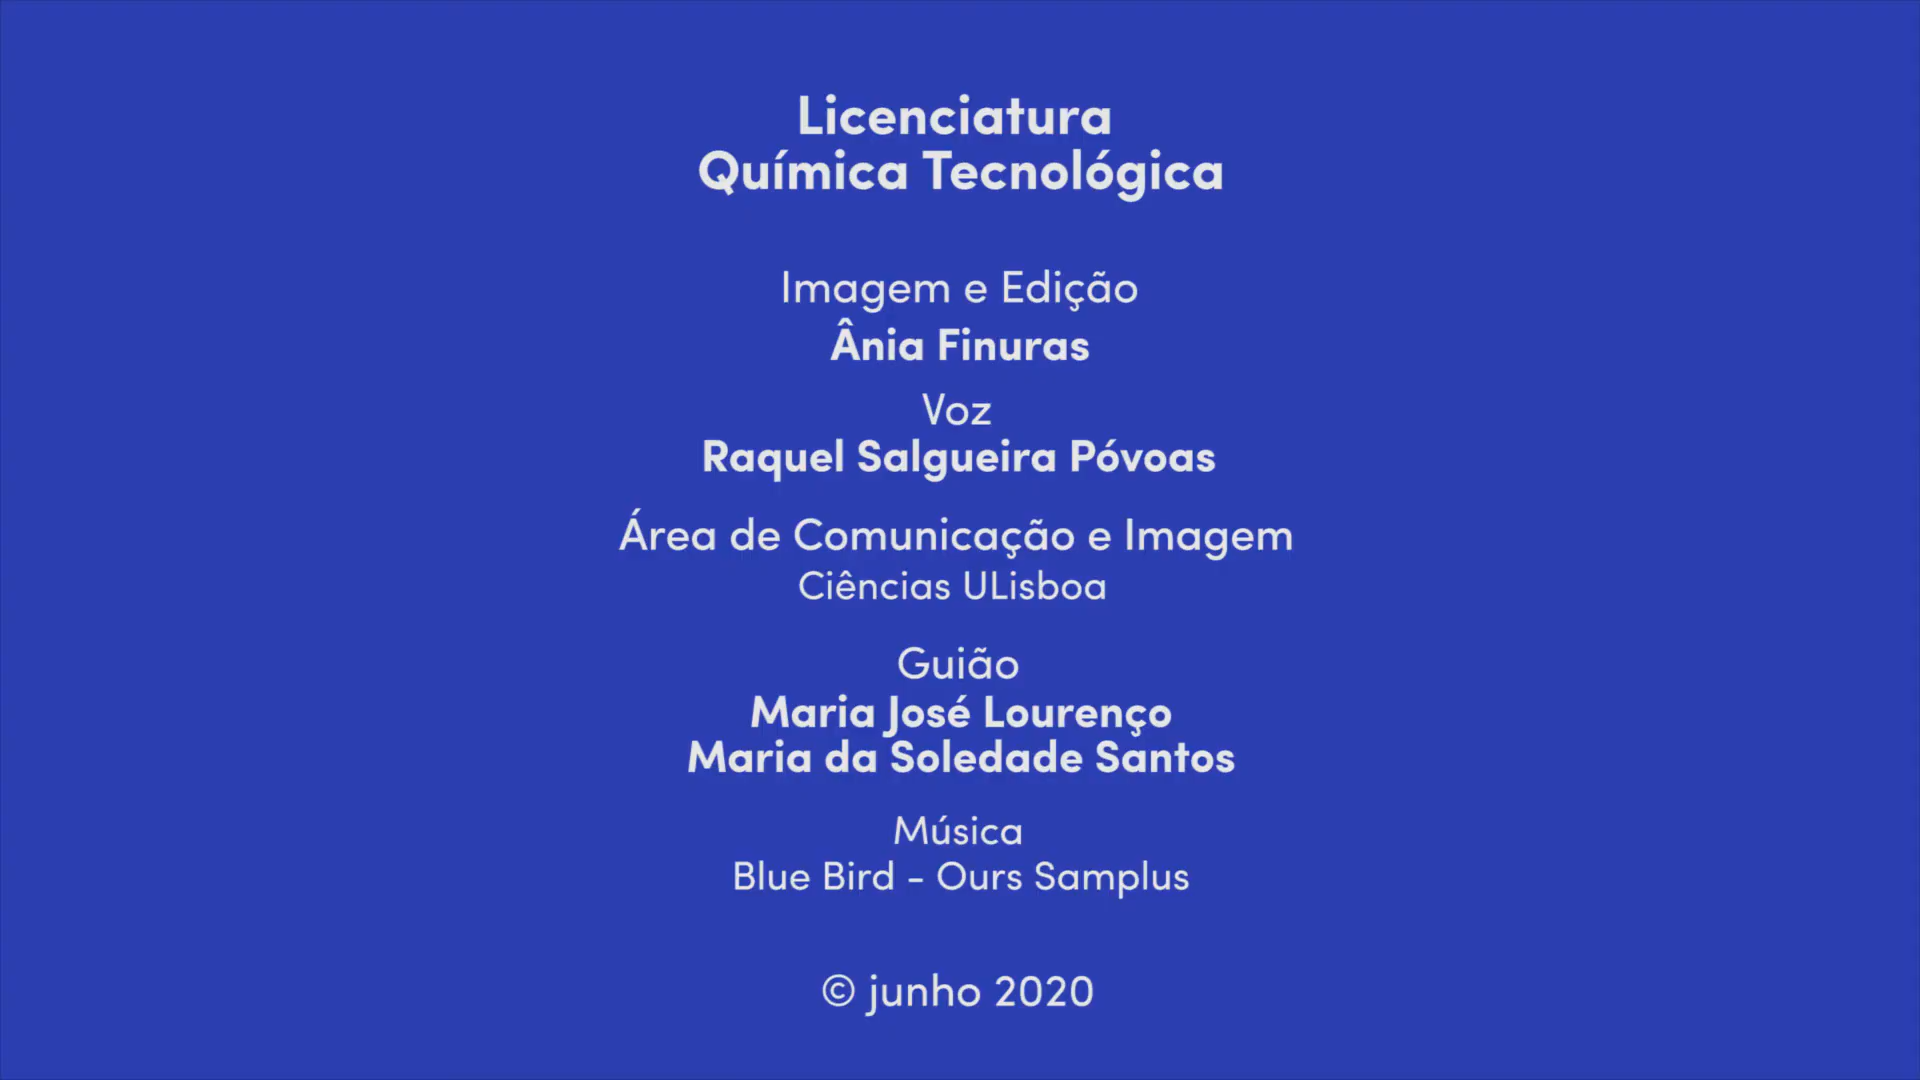 Licenciatura
Química Tecnológica
Imagem e Edição
Ânia Finuras
Voz
Raquel Salgueira Póvoas
Área de Comunicação e Imagem
Ciências ULisboa
Guião
Maria José Lourenço
Maria da Soledade Santos
Música
Blue Bird - Ours Samplus
© junho 2020